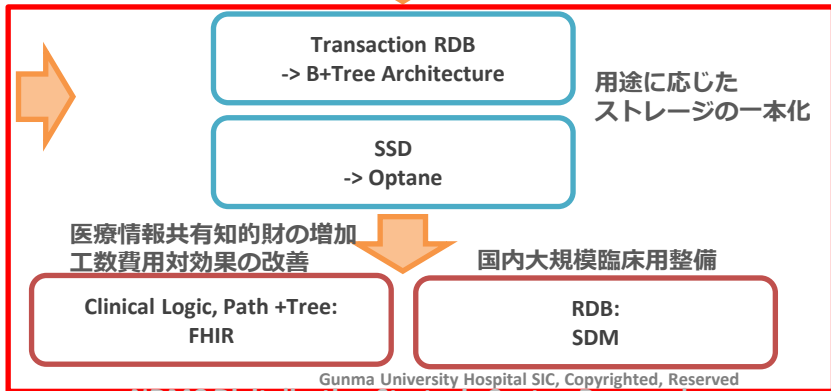 Transaction RDB
-> B+Tree Architecture
用途に応じた
ストレージの一本化
SSD
-> Optane
医療情報共有知的財の増加
工数費用対効果の改善
国内大規模臨床用整備
Clinical Logic, Path +Tree:
FHIR
RDB:
SDM
Gunma University Hospital SIC, Copyrighted, Reserved